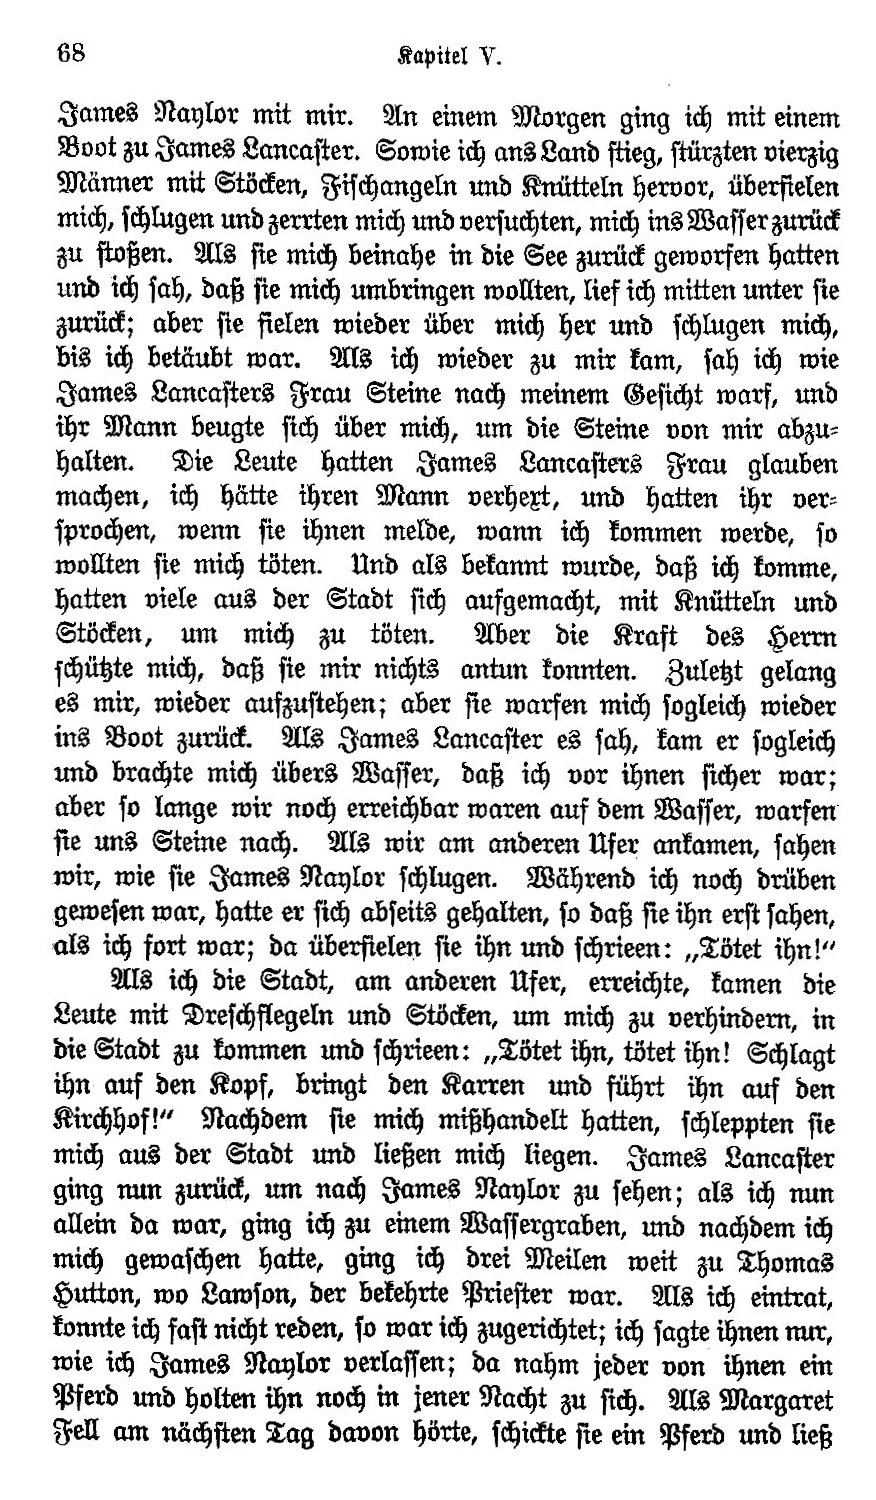 68
Kapitel V.
James Naylor mit mir. An einem Morgen ging ich mit einem
Boot zu James Lancaster. Sowie ich ans Land stieg, stürzten vierzig
Männer mit Stöcken, Fischangeln und Knütteln hervor, überfielen
mich, schlugen und zerrten mich und versuchten, mich ins Wasser zurück
zu stoßen. Als sie mich beinahe in die See zurück geworfen hatten
und ich sah, daß sie mich umbringen wollten, lief ich mitten unter sie
zurück; aber sie fielen wieder über mich her und schlugen mich,
bis ich betäubt war. Als ich wieder zu mir kam, sah ich wie
James Lancasters Frau Steine nach meinem Gesicht warf, und
ihr Mann beugte sich über mich, um die Steine von mir abzu-
halten. Die Leute hatten James Lancasters Frau glauben
machen, ich hätte ihren Mann verhext, und hatten ihr ver-
sprochen, wenn sie ihnen melde, wann ich kommen werde, so
wollten sie mich töten. Und als bekannt wurde, daß ich komme,
hatten viele aus der Stadt sich aufgemacht, mit Knütteln und
Stöcken, um mich zu töten. Aber die Kraft des Herrn
schützte mich, daß sie mir nichts antun konnten. Zuletzt gelang
es mir, wieder aufzustehen; aber sie warfen mich sogleich wieder
ins Boot zurück. Als James Lancaster es sah, kam er sogleich
und brachte mich übers Wasser, daß ich vor ihnen sicher war;
aber so lange wir noch erreichbar waren auf dem Wasser, warfen
sie uns Steine nach. Als wir am anderen Ufer ankamen, sahen
wir, wie sie James Naylor schlugen. Während ich noch drüben
gewesen war, hatte er sich abseits gehalten, so daß sie ihn erst sahen,
als ich fort war; da überfielen sie ihn und schrieen: „Tötet ihn!“
Als ich die Stadt, am anderen Ufer, erreichte, kamen die
Leute mit Dreschflegeln und Stöcken, um mich zu verhindern, in
die Stadt zu kommen und schrieen: „Tötet ihn, tötet ihn! Schlagt
ihn auf den Kopf, bringt den Karren und führt ihn auf den
Kirchhof!“ Nachdem sie mich mißhandelt hatten, schleppten sie
mich aus der Stadt und ließen mich liegen. James Lancaster
ging nun zurück, um nach James Naylor zu sehen; als ich nun
allein da war, ging ich zu einem Wassergraben, und nachdem ich
mich gewaschen hatte, ging ich drei Meilen weit zu Thomas
Hutton, wo Lawson, der bekehrte Priester war. Als ich eintrat,
konnte ich fast nicht reden, so war ich zugerichtet; ich sagte ihnen nur,
wie ich James Naylor verlassen; da nahm jeder von ihnen ein
Pferd und holten ihn noch in jener Nacht zu sich. Als Margaret
Fell am nächsten Tag davon hörte, schickte sie ein Pferd und ließ